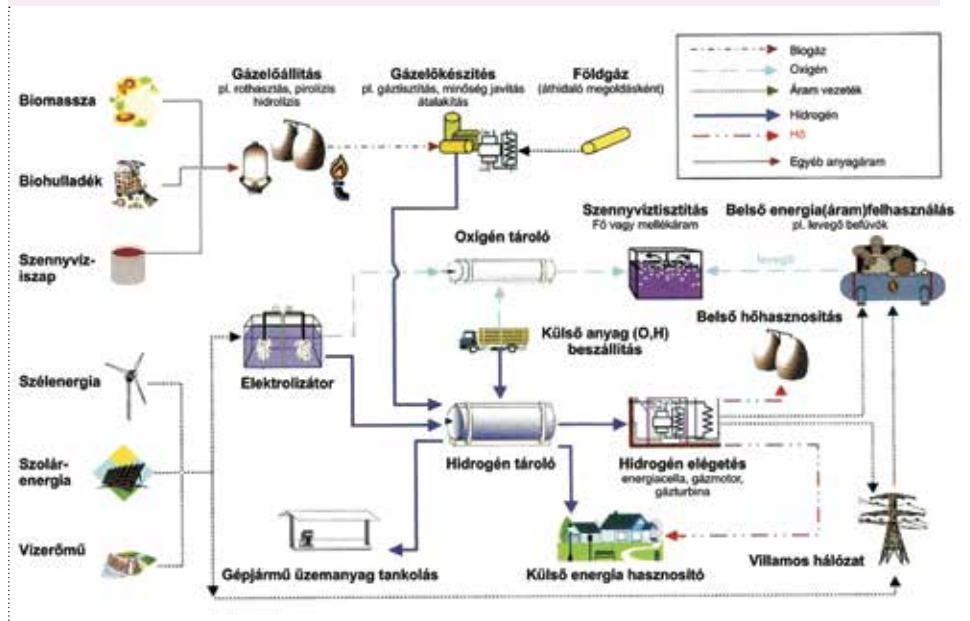 Biomassza
Biohulladék
Szennyvíz-
iszap
Szélenergia
Szolár-
energia
Vízerőmű
Gázelőállítás
pl. rothasztás, pirolízis
hidrolízis
Gázelőkészítés
pl. gáztisztítás, minőség javítás
átalakítás
Földgáz
(áthidaló megoldásként)
Biogáz
Oxigén
Áram vezeték
Hidrogén
Hő
Egyéb anyagáram
Oxigén tároló
Szennyvíztisztítás
Fő vagy mellékáram
Belső energia(áram)felhasználás
pl. levegő befúvók
levegő
Elektrolizátor
Külső anyag (O,H)
beszállítás
Belső hőhasznosítás
Hidrogén tároló
Hidrogén elégetés
energiacella, gázmotor,
gázturbina
Gépjármű üzemanyag tankolás
Külső energia hasznosító
Villamos hálózat